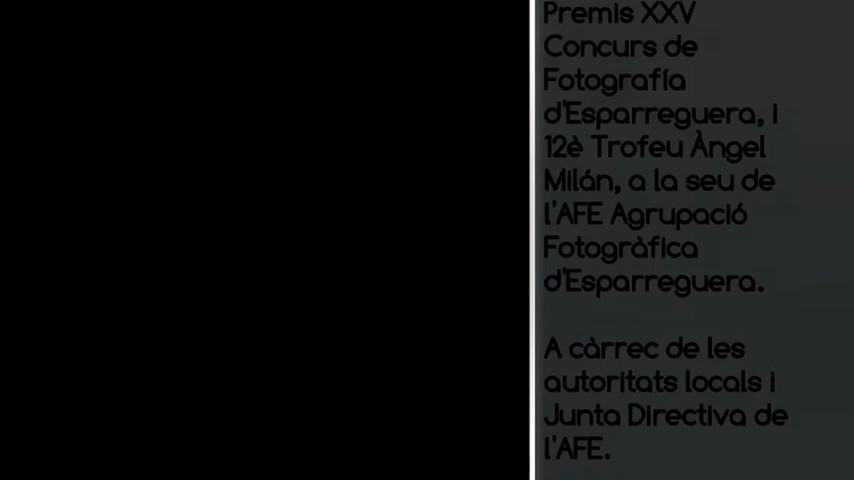 Premis XXV
Concurs de
Fotografía
d'Esparreguera, i
12è Trofeu Àngel
Milán, a la seu de
l'AFE Agrupació
Fotogràfica
d'Esparreguera.
A càrrec de les
autoritats locals i
Junta Directiva de
l'AFE.